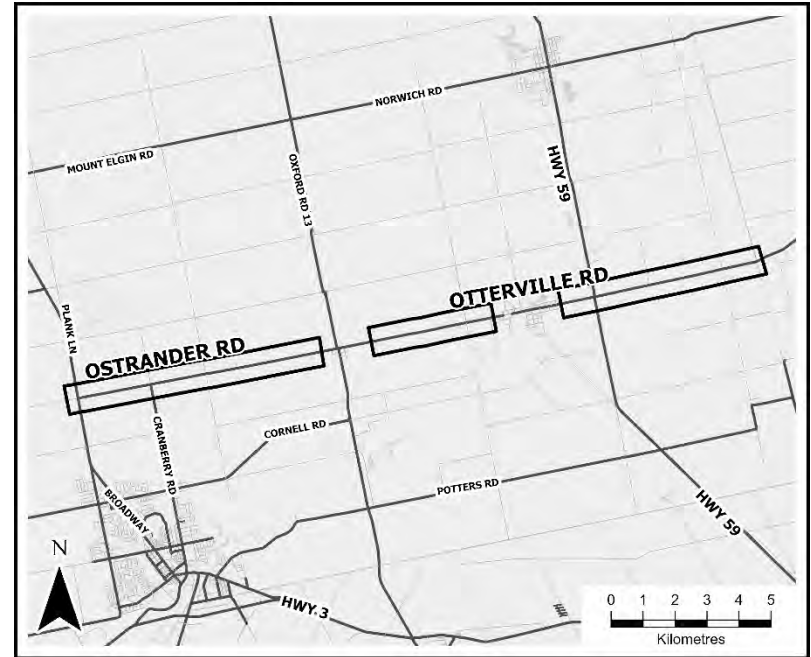 NORWICH RD
MOUNT ELGIN RD
OXFORD RD 13
HWY 59
OTTERVILLE RD
PLANK LN
OSTRANDER RD
CRANBERRY RD
CORNELL RD
POTTERS RD
BROADWAY
HWY 59
N
HWY 3
0 1 2 3 4 5
Kilometres